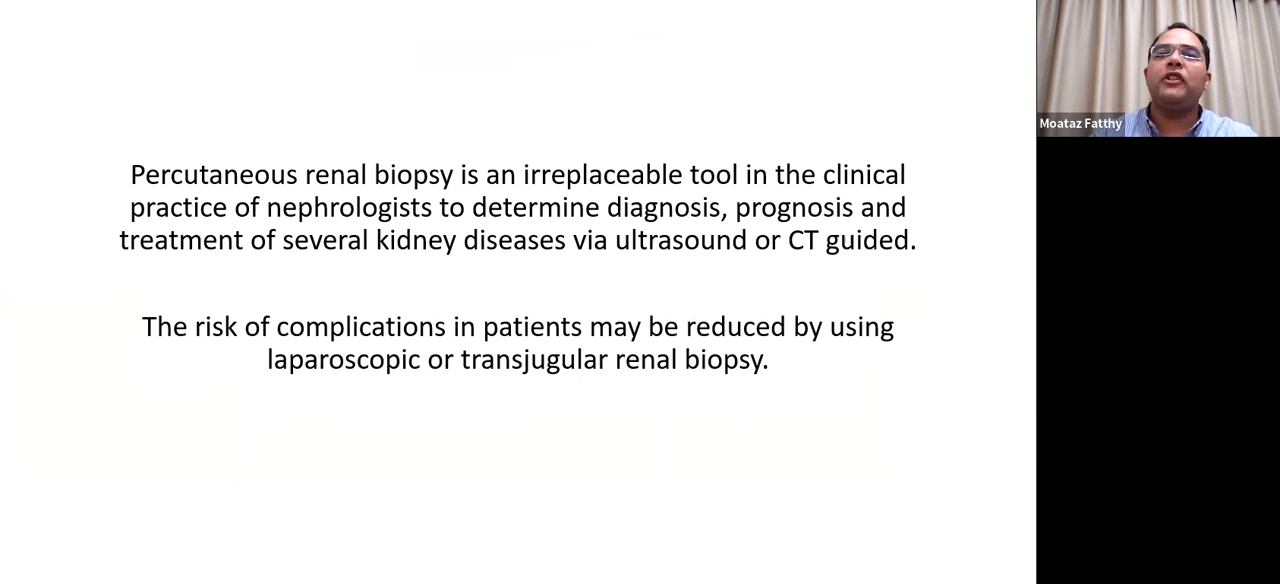 Percutaneous renal biopsy is an irreplaceable tool in the clinical
practice of nephrologists to determine diagnosis, prognosis and
treatment of several kidney diseases via ultrasound or CT guided.
The risk of complications in patients may be reduced by using
laparoscopic or transjugular renal biopsy.
Moataz Fatthy